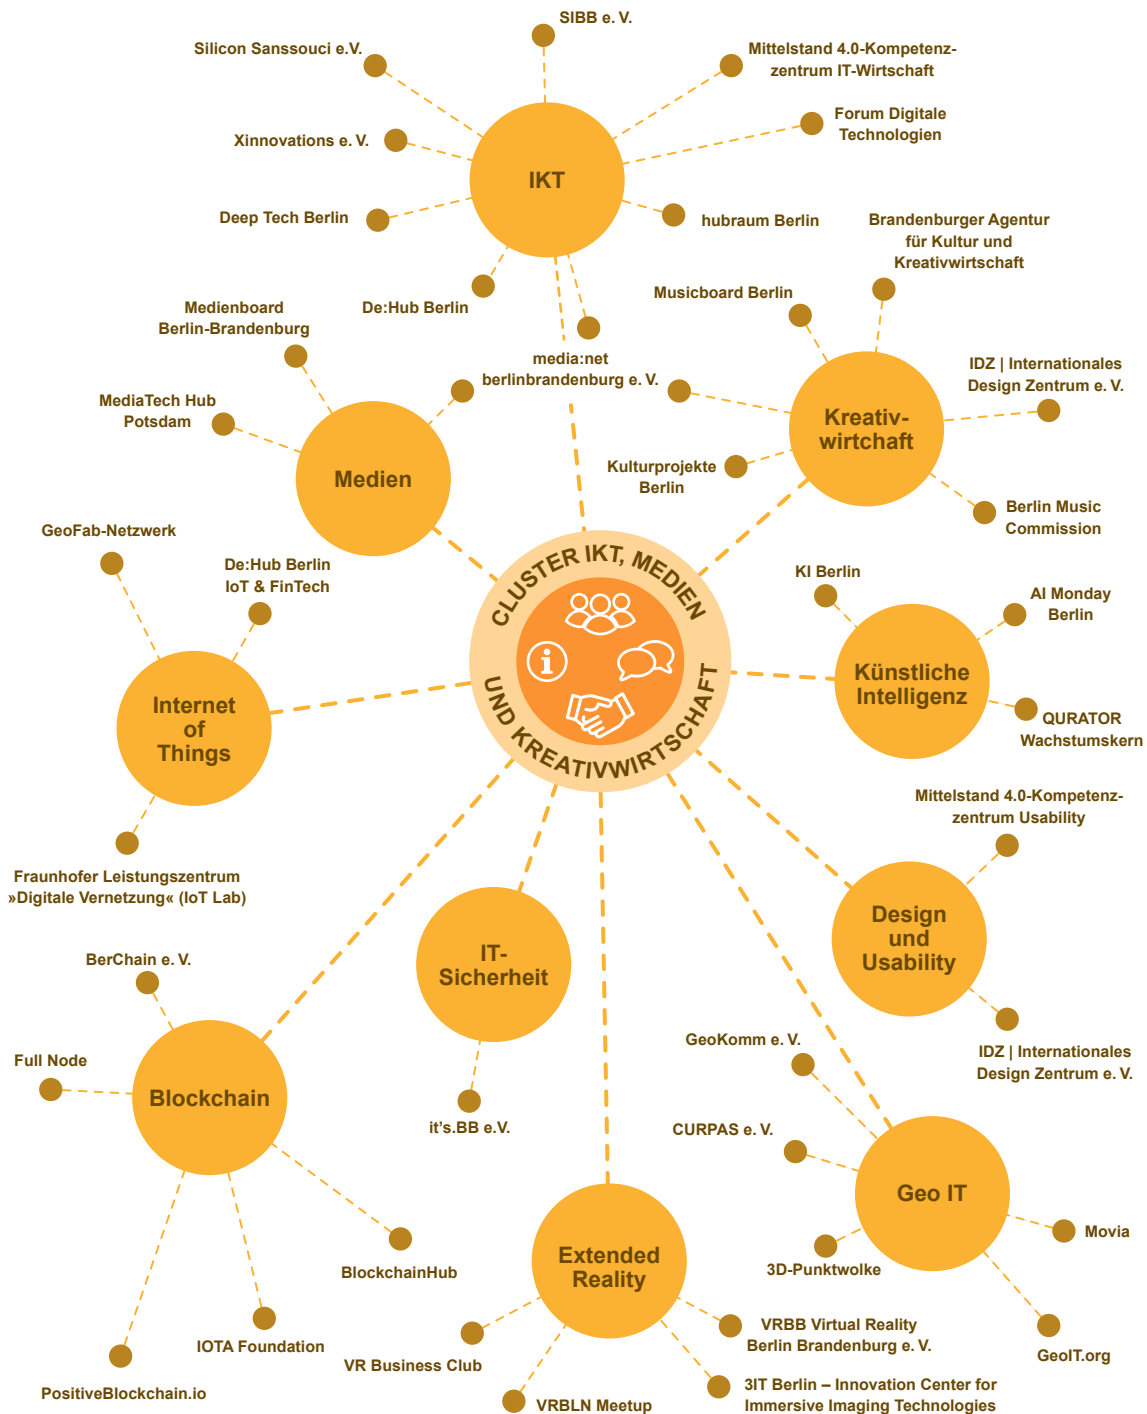 SIBB e. V.
Silicon Sanssouci e.V.
Mittelstand 4.0-Kompetenz-
zentrum IT-Wirtschaft
Forum Digitale
Technologien
Xinnovations e. V.
IKT
Deep Tech Berlin
hubraum Berlin
De:Hub Berlin
media:net
berlinbrandenburg e. V.
Brandenburger Agentur
für Kultur und
Kreativwirtschaft
Musicboard Berlin
IDZ | Internationales
Design Zentrum e. V.
Kreativ-
wirtchaft
Kulturprojekte
Berlin
Berlin Music
Commission
Medienboard
Berlin-Brandenburg
MediaTech Hub
Potsdam
Medien
GeoFab-Netzwerk
De:Hub Berlin
IoT & FinTech
Internet
of
Things
Fraunhofer Leistungszentrum
»Digitale Vernetzung« (IoT Lab)
CLUSTER IKT, MEDIEN
UND KREATIVWIRTSCHAFT
KI Berlin
AI Monday
Berlin
Künstliche
Intelligenz
QURATOR
Wachstumskern
Mittelstand 4.0-Kompetenz-
zentrum Usability
Design
und
Usability
IDZ | Internationales
Design Zentrum e. V.
IT-
Sicherheit
it's.BB e.V.
BerChain e. V.
Full Node
Blockchain
BlockchainHub
IOTA Foundation
PositiveBlockchain.io
GeoKomm e. V.
CURPAS e. V.
Geo IT
Movia
3D-Punktwolke
GeoIT.org
Extended
Reality
VR Business Club
VRBLN Meetup
VRBB Virtual Reality
Berlin Brandenburg e. V.
3IT Berlin – Innovation Center for
Immersive Imaging Technologies